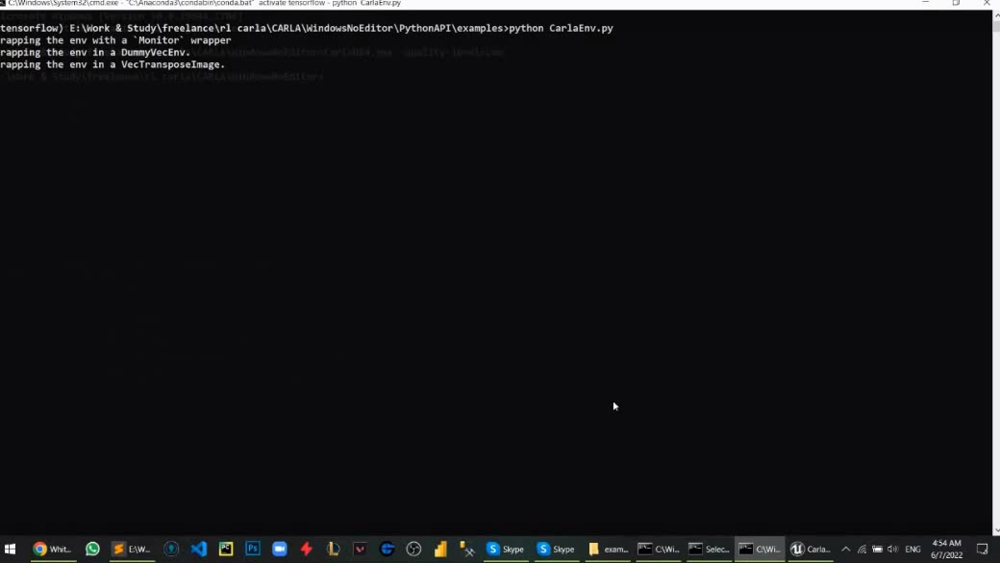 C:\Windows\System32\cmd.exe - "C:\Anaconda3\condabin\conda.bat" activate tensorflow - python CarlaEnv.py
tensorflow) E:\Work & Study\freelance\rl carla\CARLA\WindowsNoEditor\PythonAPI\examples>python CarlaEnv.py
rapping the env with a `Monitor` wrapper
rapping the env in a DummyVecEnv.
rapping the env in a VecTransposeImage.
Whit...
E:\W...
Skype
Skype
exam...
C:\Wi...
Selec...
C:\Wi...
Carla...
ENG
4:54 AM
6/7/2022